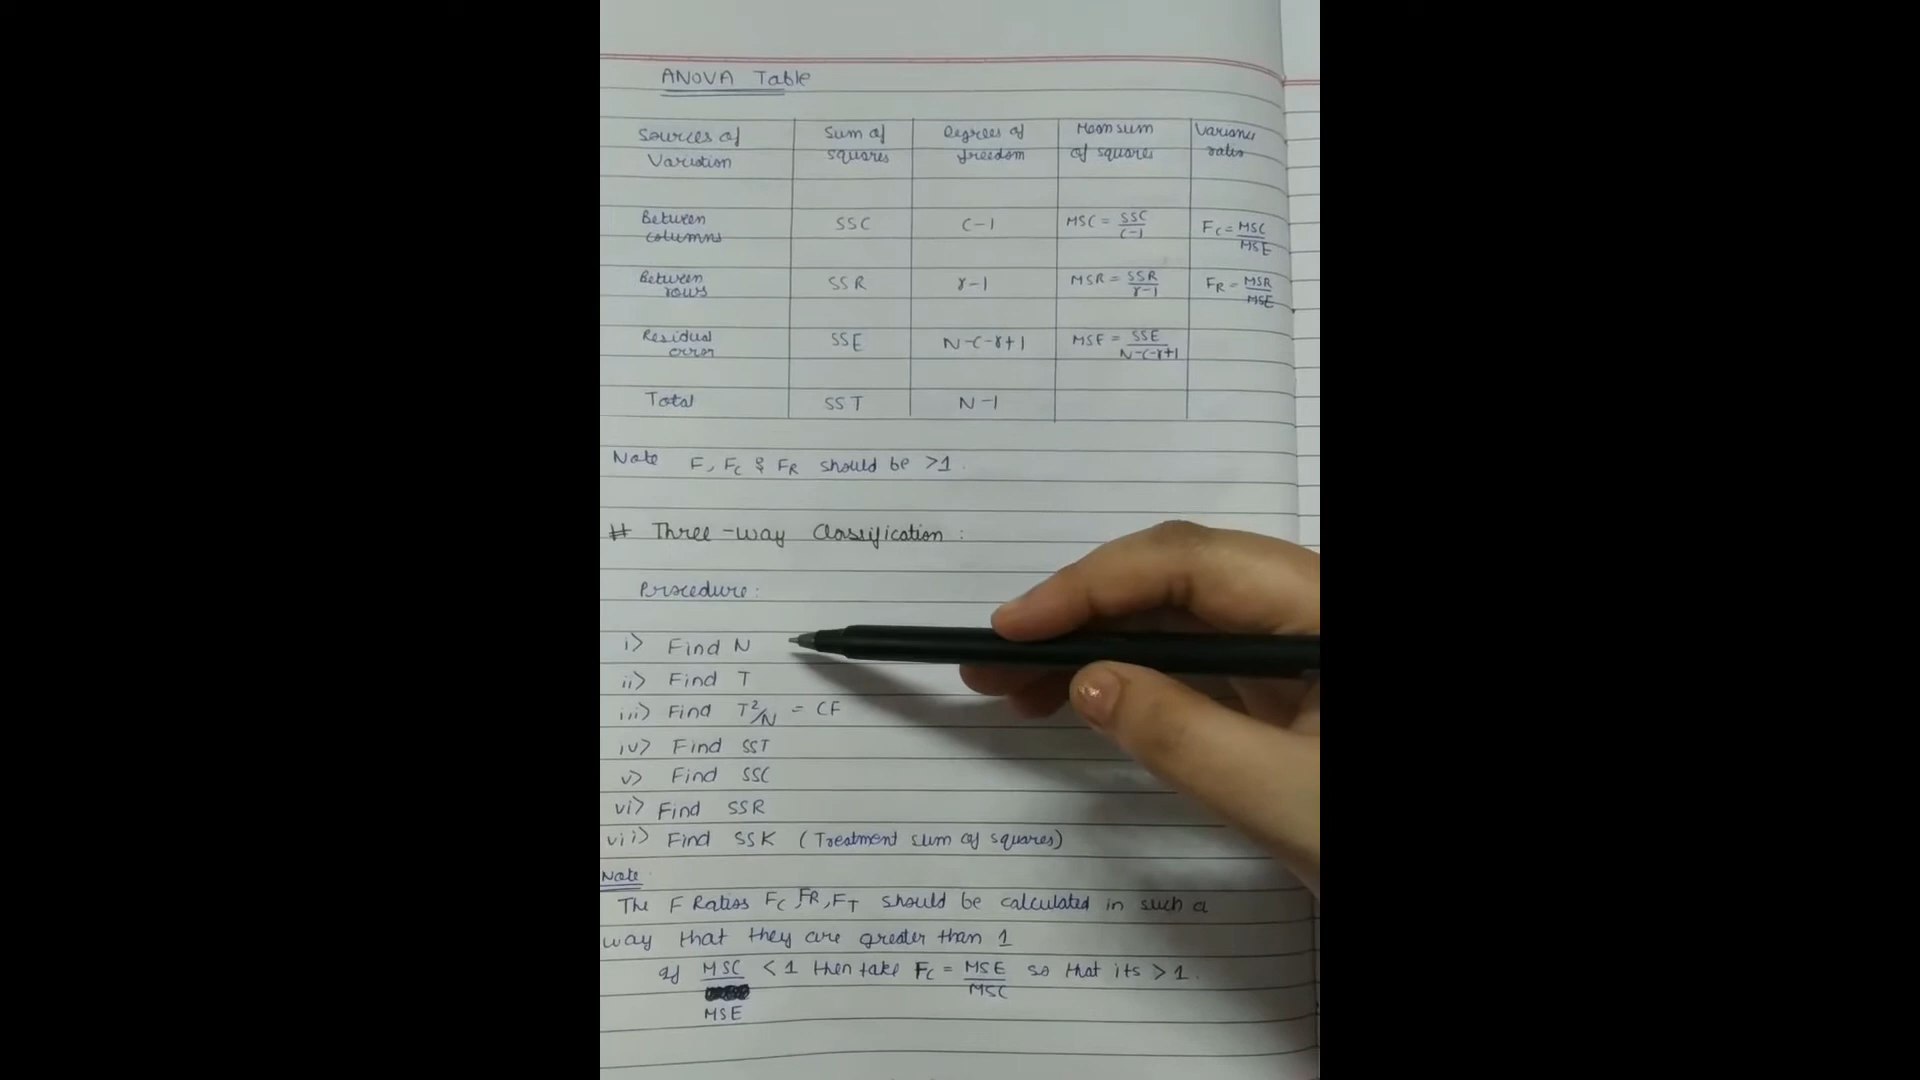 ANOVA Table
Sources of Variation | Sum of squares | Degrees of freedom | Mean sum of squares | Variance ratio
Between columns | SSC | C-1 | MSC = SSC/C-1 | FC = MSC/MSE
Between rows | SSR | r-1 | MSR = SSR/r-1 | FR = MSR/MSE
Residual error | SSE | N-C-r+1 | MSE = SSE/N-C-r+1
Total | SST | N-1
Note F, FC & FR should be >1.
# Three-way Classification:
Procedure:
i> Find N
ii> Find T
iii> Find T²/N = CF
iv> Find SST
v> Find SSC
vi> Find SSR
vii> Find SSK (Treatment sum of squares)
Note
The F Ratios FC, FR, FT should be calculated in such a
way that they are greater than 1
If MSC/MSE <1 then take FC = MSE/MSC so that its >1.